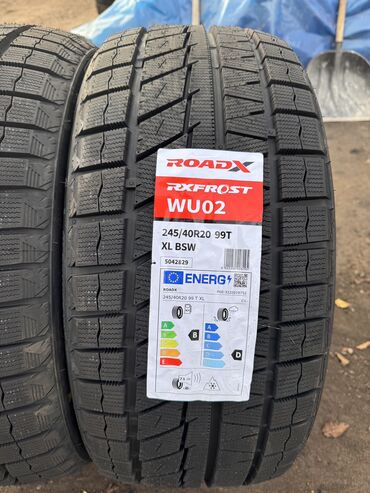 ROADX
RXFROST
WU02
245/40R20 99T
XL BSW
5042829
ENERG
ROADX
245/40R20 99 T XL
A
B
C
D
E
A
B
C
D
E
B
D